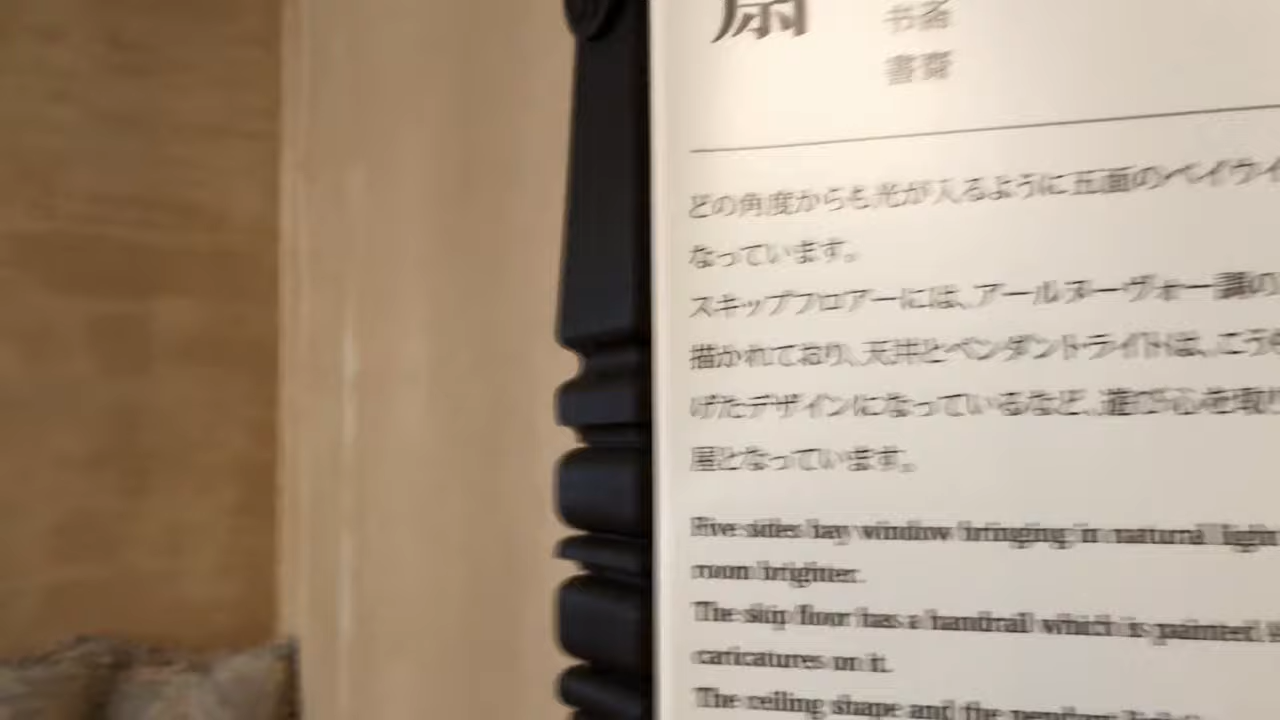 斎
书斋
書齋
どの角度からも光が入るように五面のベイウイ
なっています。
スキップフロアーには、アールヌーヴォー調の
描かれており、天井とペンダントライトは、こうも
げたデザインになっているなど、遊び心を取り
屋となっています。
Five sides bay window bringing in natural light
room brighter.
The skip floor has a handrail which is painted
caricatures on it.
The ceiling shape and the pendant